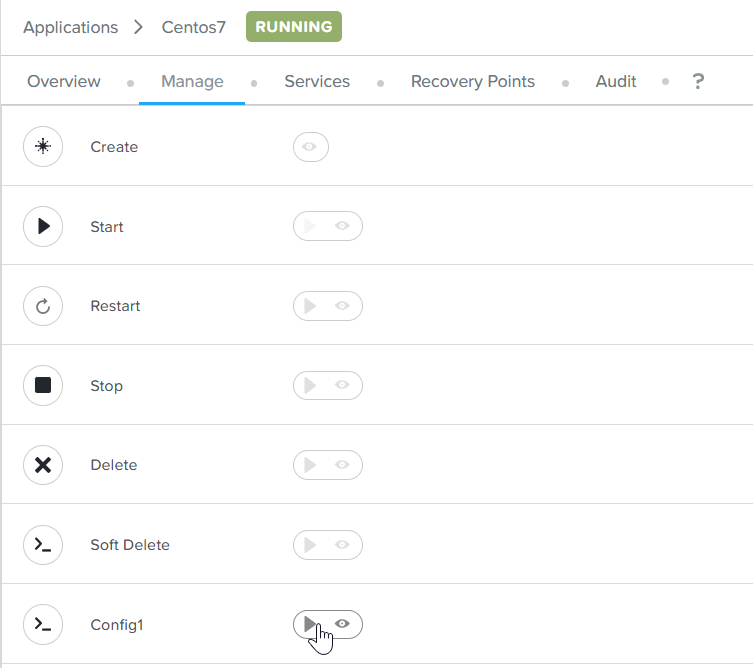 Applications > Centos7 RUNNING
Overview Manage Services Recovery Points Audit ?
Create
Start
Restart
Stop
Delete
Soft Delete
Config1